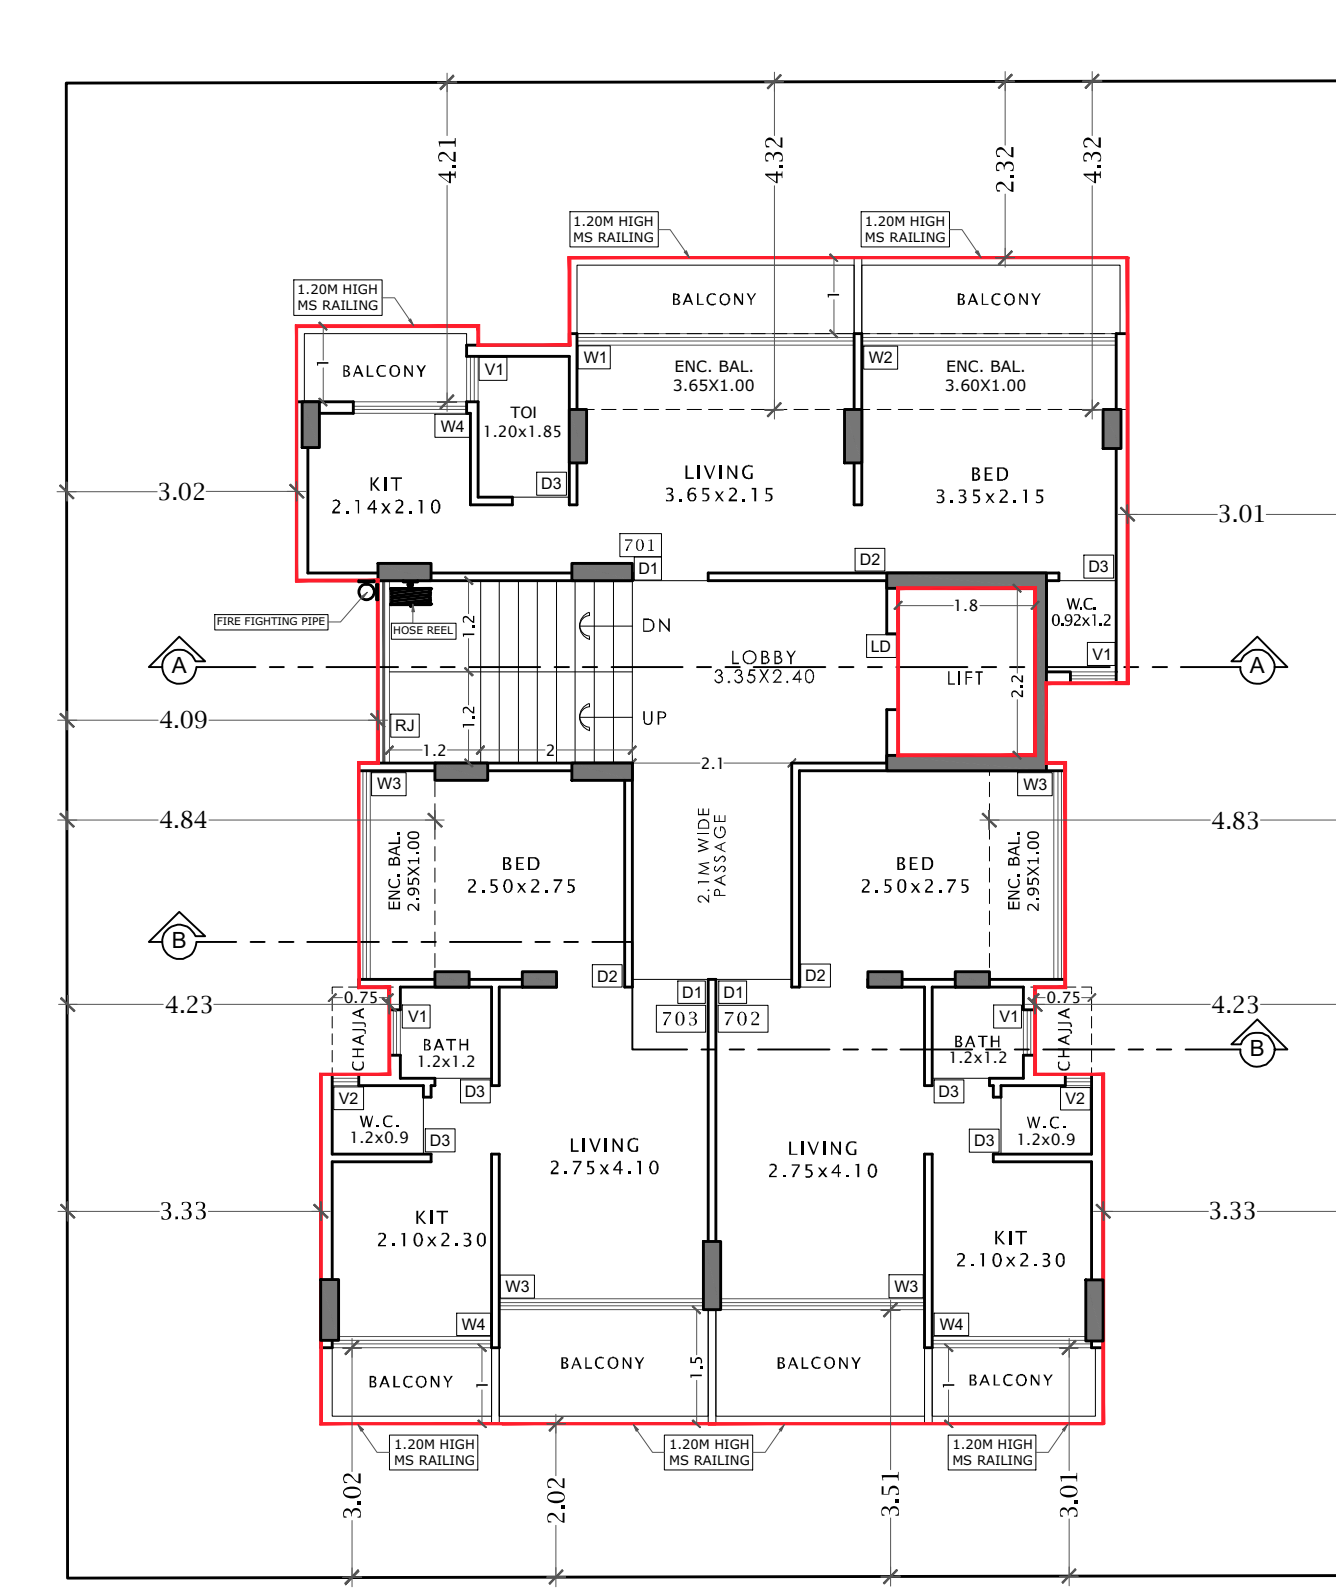 4.21
4.32
2.32
4.32
1.20M HIGH
MS RAILING
1.20M HIGH
MS RAILING
1.20M HIGH
MS RAILING
BALCONY
1
BALCONY
1
BALCONY
W1
ENC. BAL.
3.65X1.00
W2
ENC. BAL.
3.60X1.00
V1
TOI
1.20x1.85
W4
D3
KIT
2.14x2.10
LIVING
3.65x2.15
BED
3.35x2.15
3.02
3.01
701
D1
D2
D3
FIRE FIGHTING PIPE
HOSE REEL
1.2
DN
1.8
W.C.
0.92x1.2
A
LOBBY
3.35X2.40
LD
LIFT
2.2
V1
A
4.09
RJ
1.2
UP
1.2
2
2.1
W3
W3
4.84
ENC. BAL.
2.95X1.00
BED
2.50x2.75
2.1M WIDE
PASSAGE
BED
2.50x2.75
ENC. BAL.
2.95X1.00
4.83
B
D2
D1
D1
D2
703
702
4.23
0.75
CHAJJA
V1
BATH
1.2x1.2
V1
BATH
1.2x1.2
0.75
CHAJJA
4.23
B
V2
D3
D3
V2
W.C.
1.2x0.9
D3
D3
W.C.
1.2x0.9
LIVING
2.75x4.10
LIVING
2.75x4.10
3.33
3.33
KIT
2.10x2.30
KIT
2.10x2.30
W3
W3
W4
W4
BALCONY
1
BALCONY
1.5
BALCONY
1
BALCONY
1.20M HIGH
MS RAILING
1.20M HIGH
MS RAILING
1.20M HIGH
MS RAILING
3.02
2.02
3.51
3.01